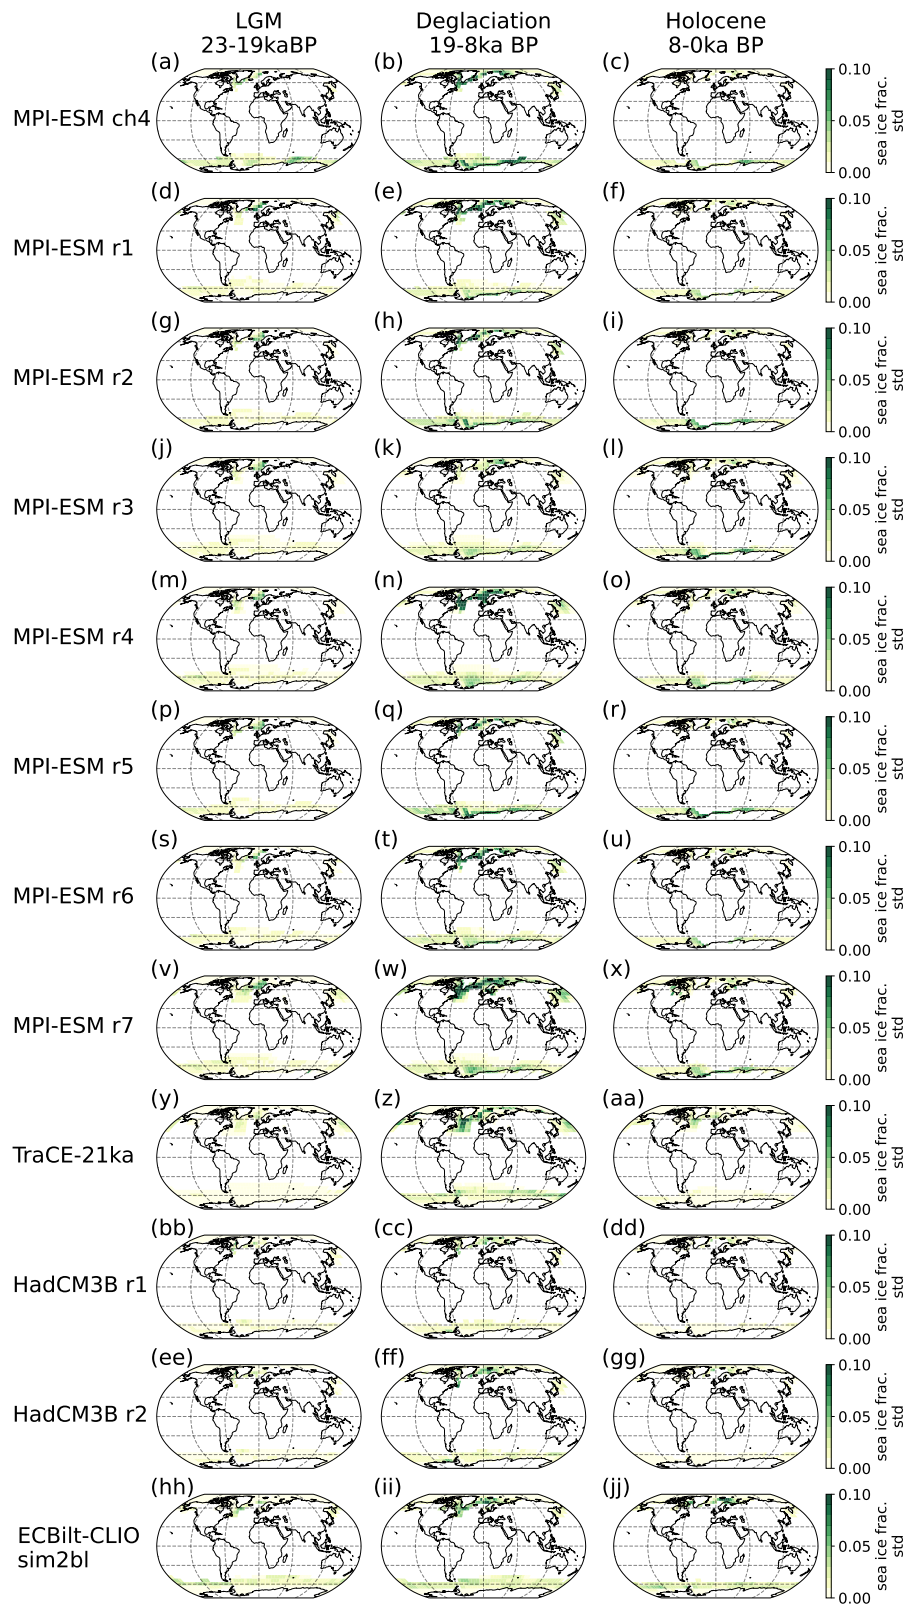 LGM
23-19kaBP
Deglaciation
19-8ka BP
Holocene
8-0ka BP
(a)
(b)
(c)
MPI-ESM ch4
0.10
0.05
0.00
sea ice frac.
std
(d)
(e)
(f)
MPI-ESM r1
0.10
0.05
0.00
sea ice frac.
std
(g)
(h)
(i)
MPI-ESM r2
0.10
0.05
0.00
sea ice frac.
std
(j)
(k)
(l)
MPI-ESM r3
0.10
0.05
0.00
sea ice frac.
std
(m)
(n)
(o)
MPI-ESM r4
0.10
0.05
0.00
sea ice frac.
std
(p)
(q)
(r)
MPI-ESM r5
0.10
0.05
0.00
sea ice frac.
std
(s)
(t)
(u)
MPI-ESM r6
0.10
0.05
0.00
sea ice frac.
std
(v)
(w)
(x)
MPI-ESM r7
0.10
0.05
0.00
sea ice frac.
std
(y)
(z)
(aa)
TraCE-21ka
0.10
0.05
0.00
sea ice frac.
std
(bb)
(cc)
(dd)
HadCM3B r1
0.10
0.05
0.00
sea ice frac.
std
(ee)
(ff)
(gg)
HadCM3B r2
0.10
0.05
0.00
sea ice frac.
std
(hh)
(ii)
(jj)
ECBilt-CLIO
sim2bl
0.10
0.05
0.00
sea ice frac.
std